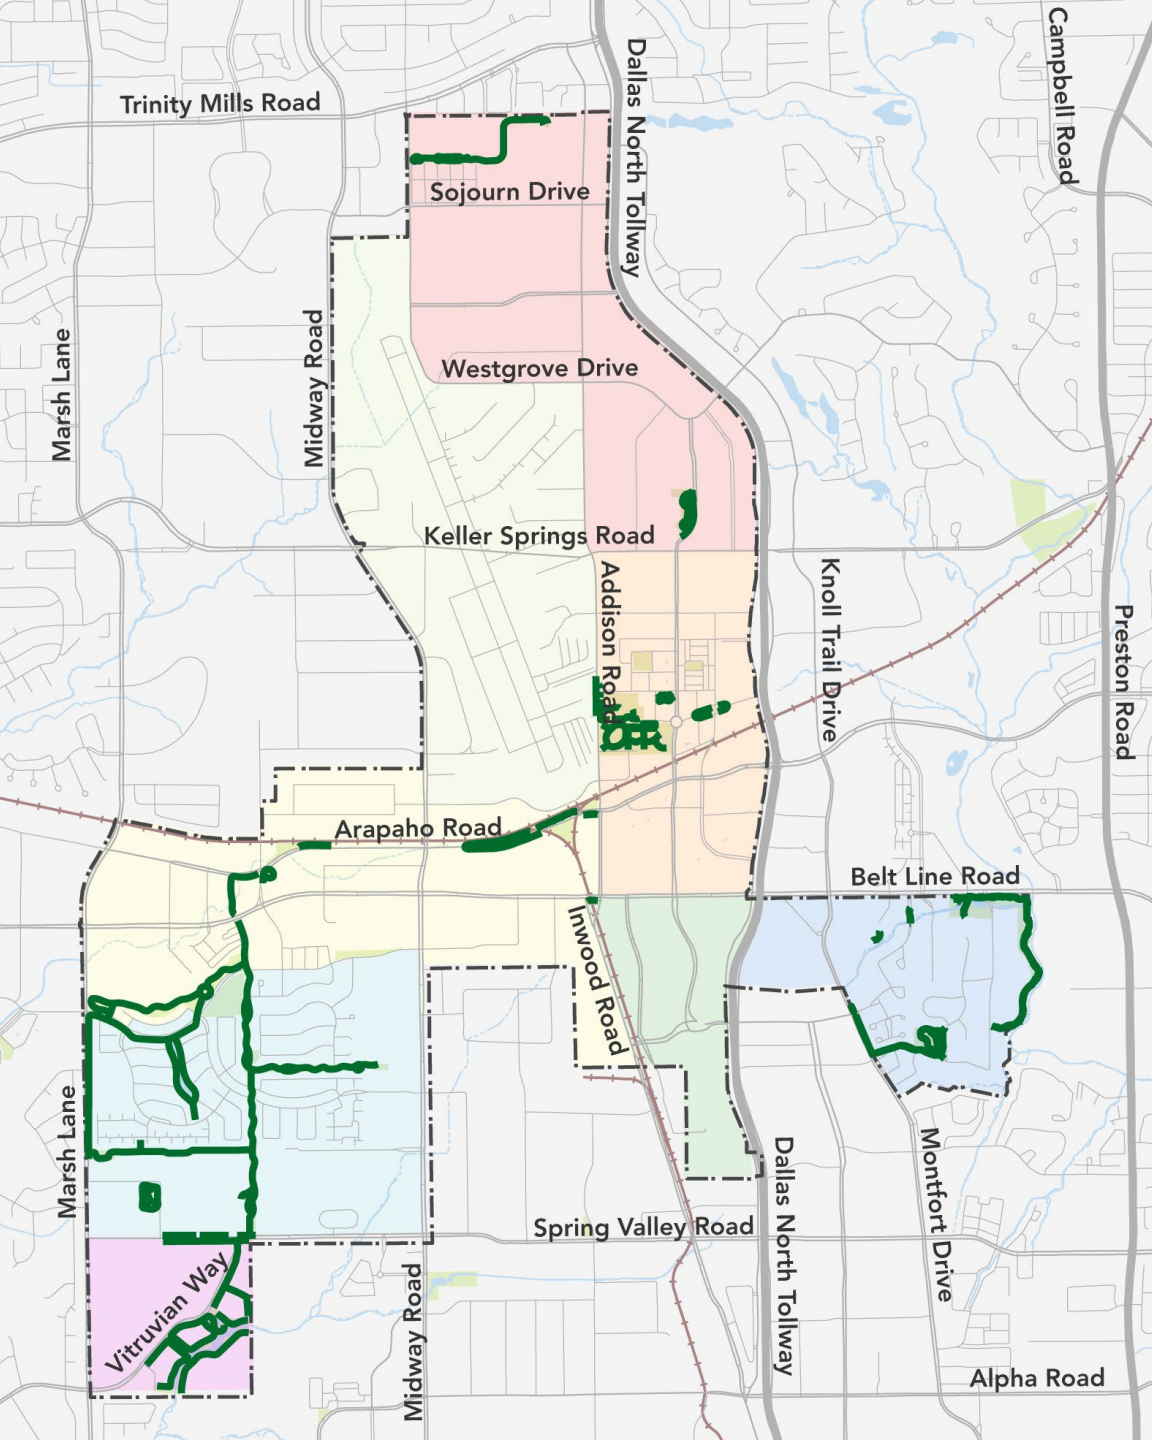 Campbell Road
Dallas North Tollway
Trinity Mills Road
Sojourn Drive
Midway Road
Marsh Lane
Westgrove Drive
Keller Springs Road
Addison Road
Knoll Trail Drive
Preston Road
Arapaho Road
Belt Line Road
Inwood Road
Marsh Lane
Montfort Drive
Dallas North Tollway
Spring Valley Road
Vitruvian Way
Midway Road
Alpha Road